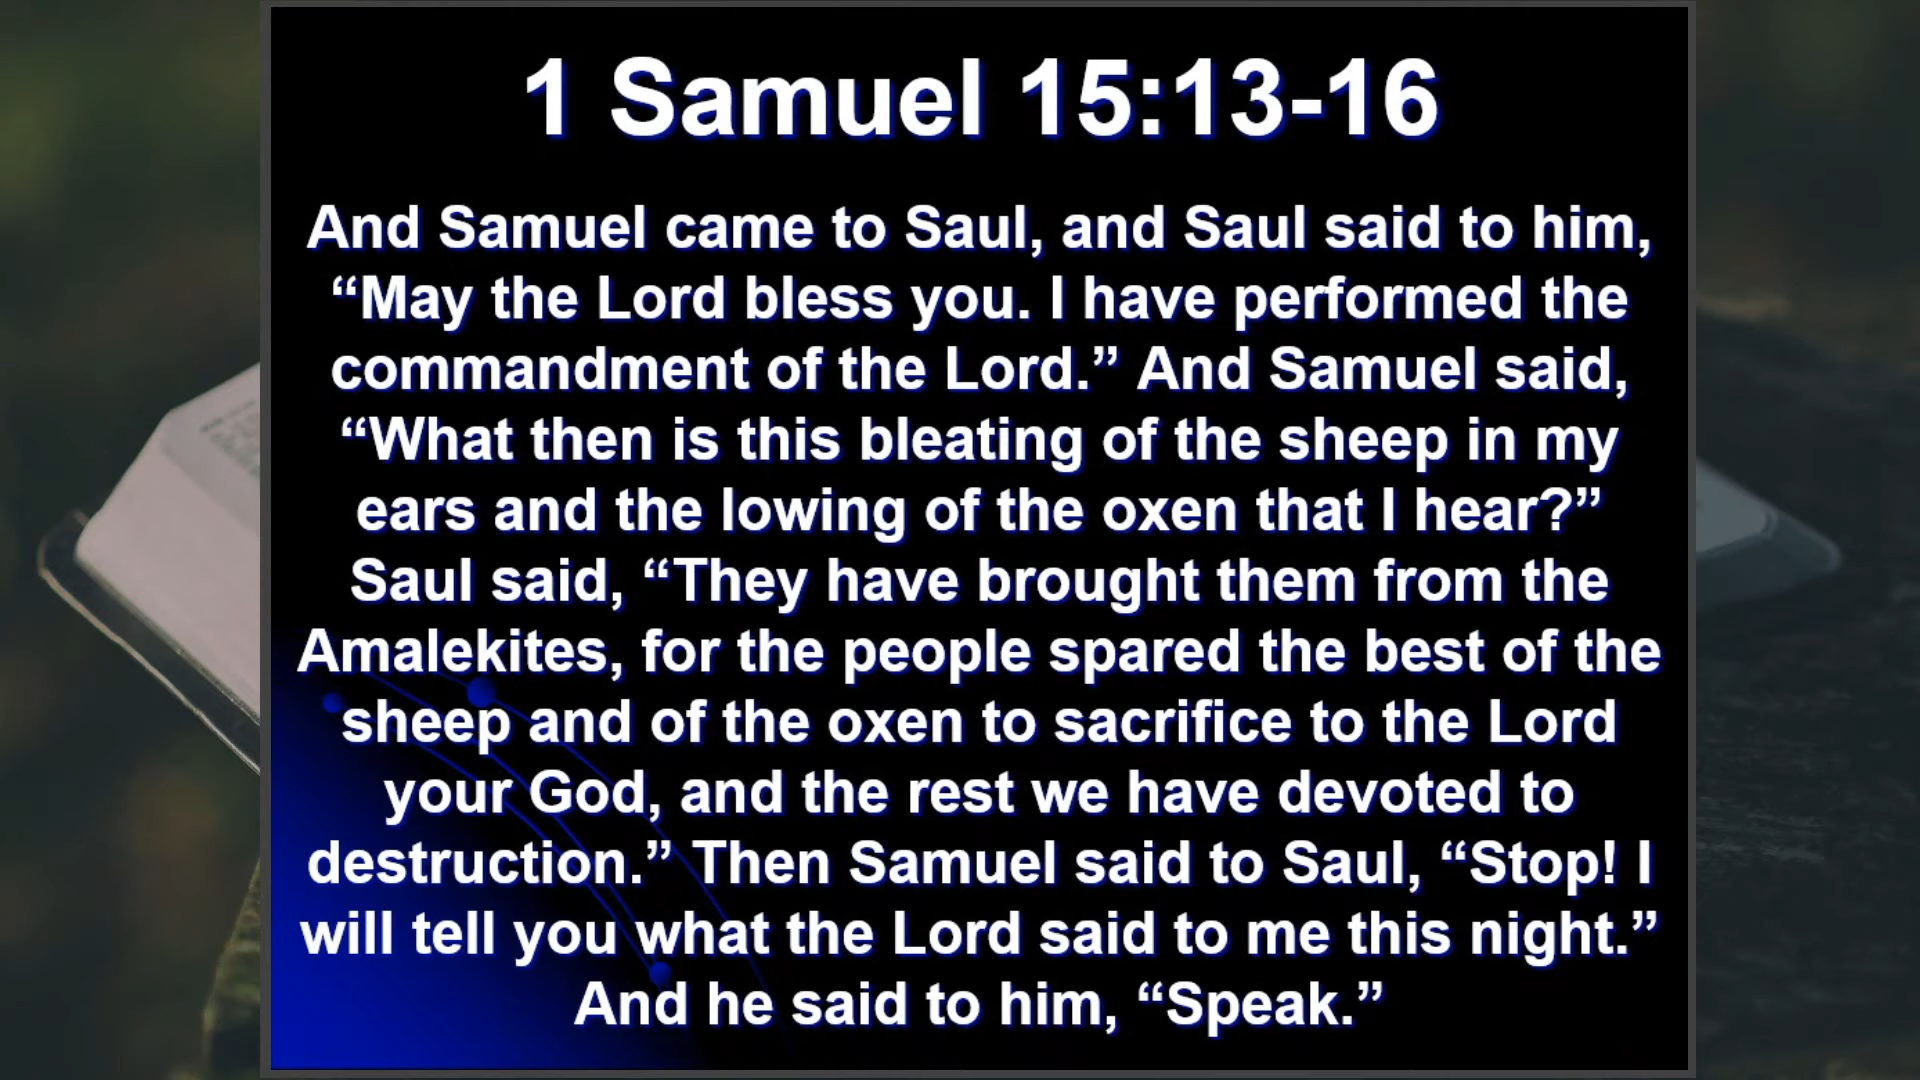 1 Samuel 15:13-16
And Samuel came to Saul, and Saul said to him,
“May the Lord bless you. I have performed the
commandment of the Lord.” And Samuel said,
“What then is this bleating of the sheep in my
ears and the lowing of the oxen that I hear?”
Saul said, “They have brought them from the
Amalekites, for the people spared the best of the
sheep and of the oxen to sacrifice to the Lord
your God, and the rest we have devoted to
destruction.” Then Samuel said to Saul, “Stop! I
will tell you what the Lord said to me this night.”
And he said to him, “Speak.”